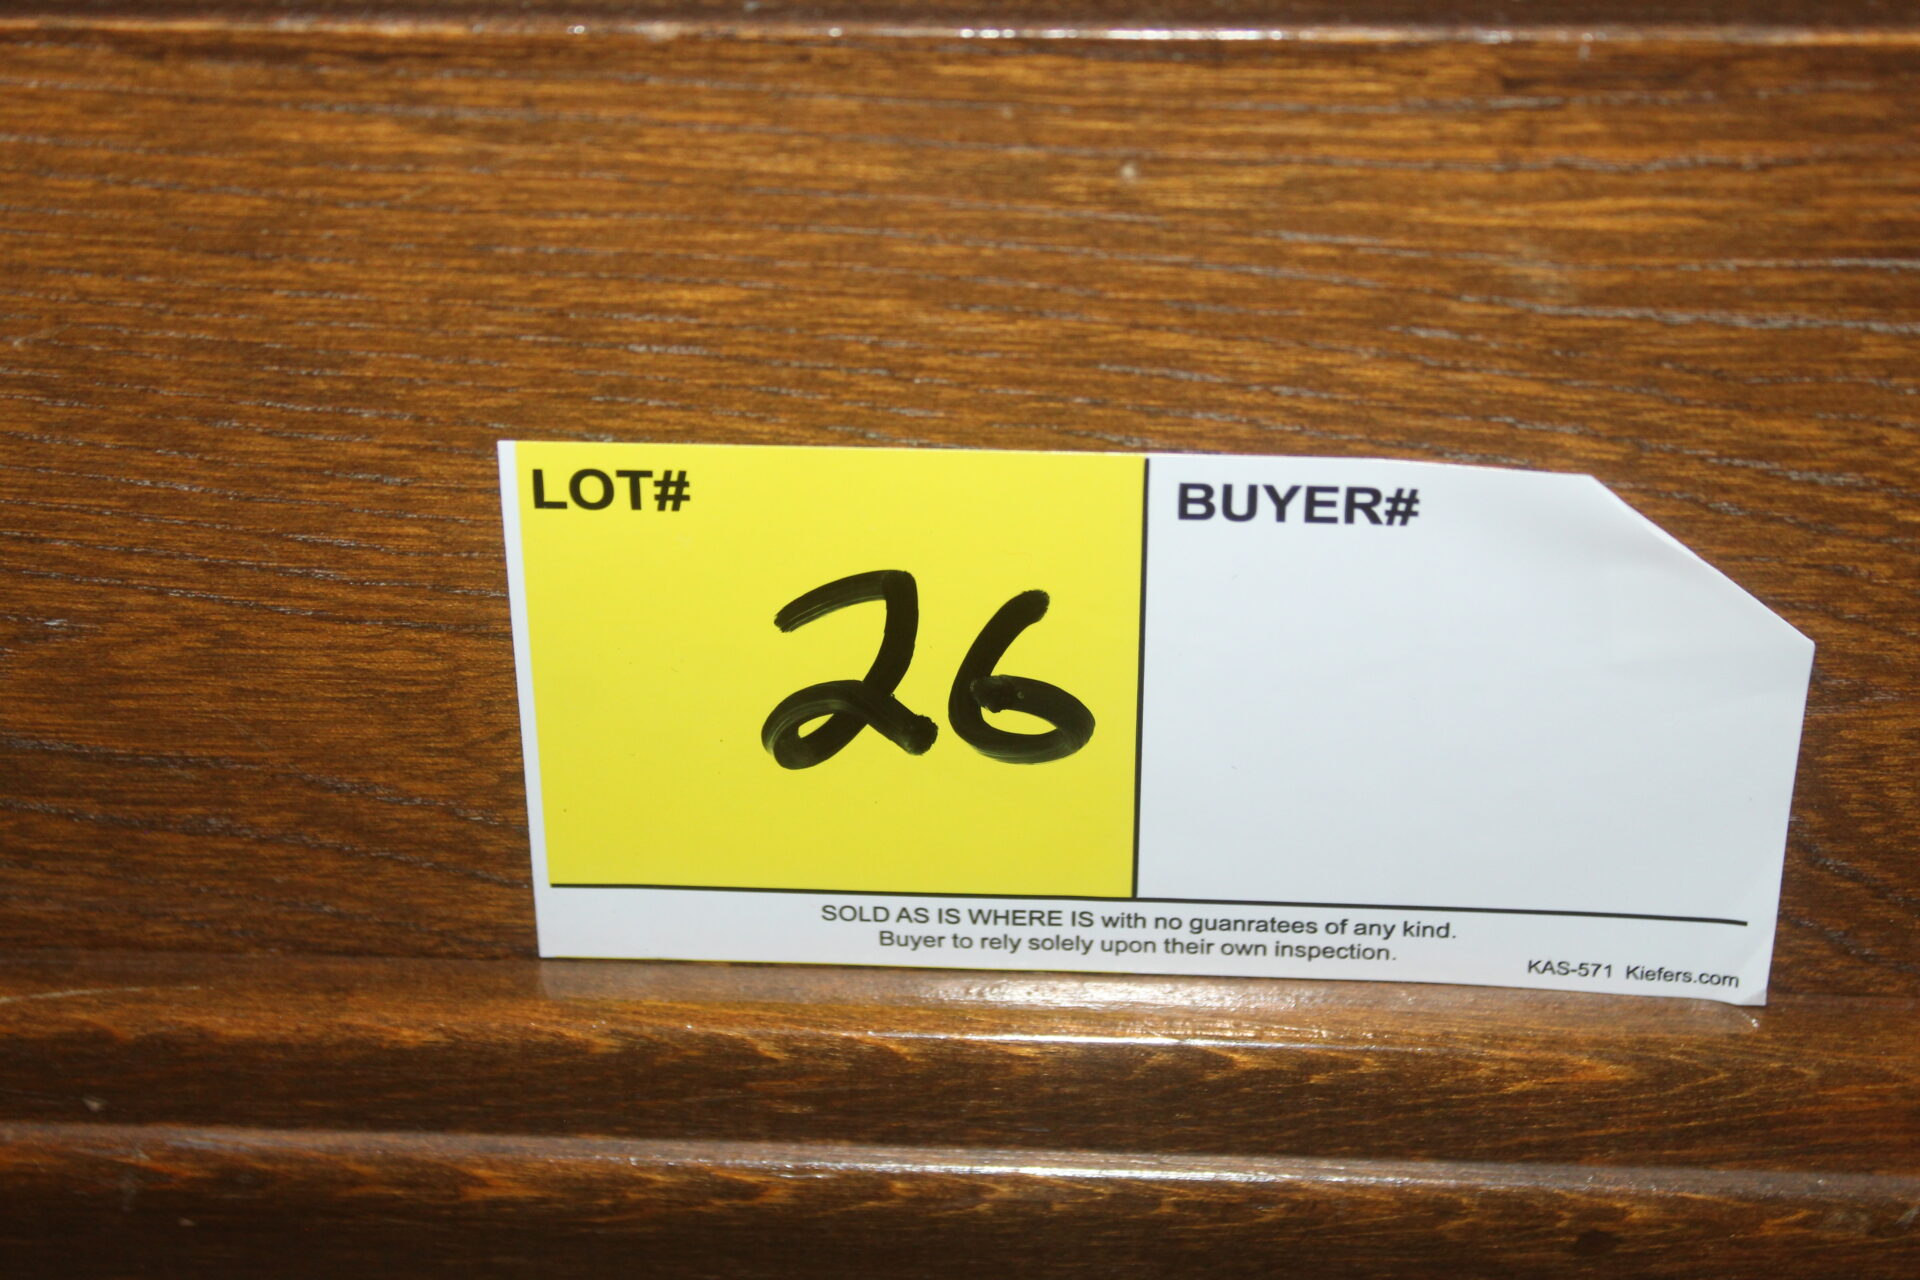 LOT#
26
BUYER#
SOLD AS IS WHERE IS with no guanratees of any kind.
Buyer to rely solely upon their own inspection.
KAS-571 Kiefers.com